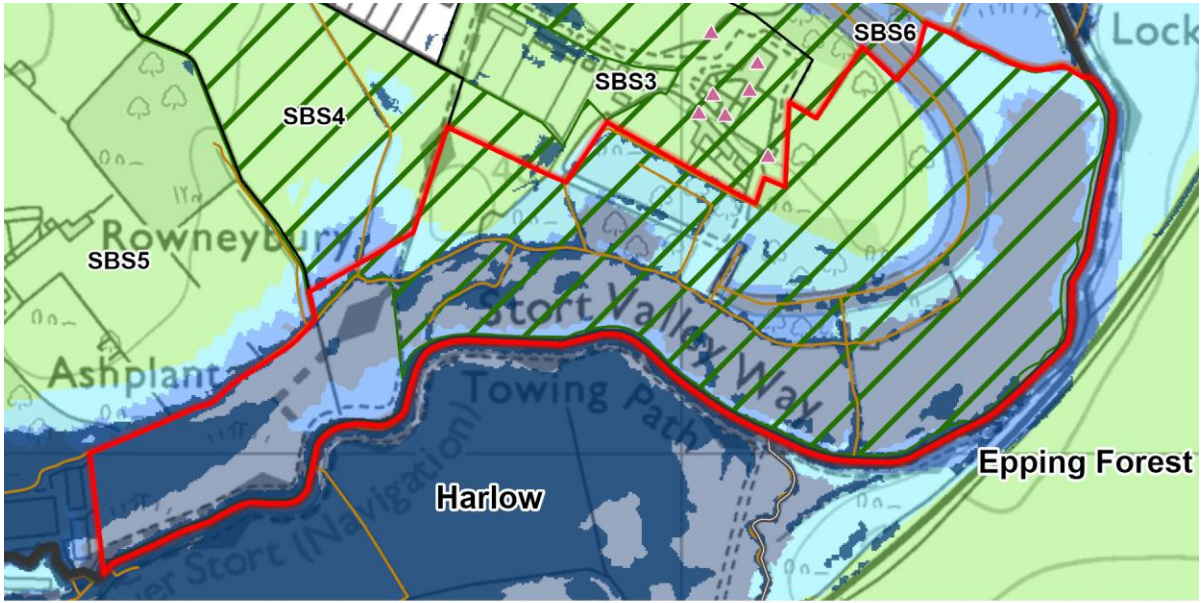 SBS6
Lock
SBS3
SBS4
Rowneybury
SBS5
Stort Valley Way
Ashplant
Towing Path
Epping Forest
Harlow
Stort (Navigation)